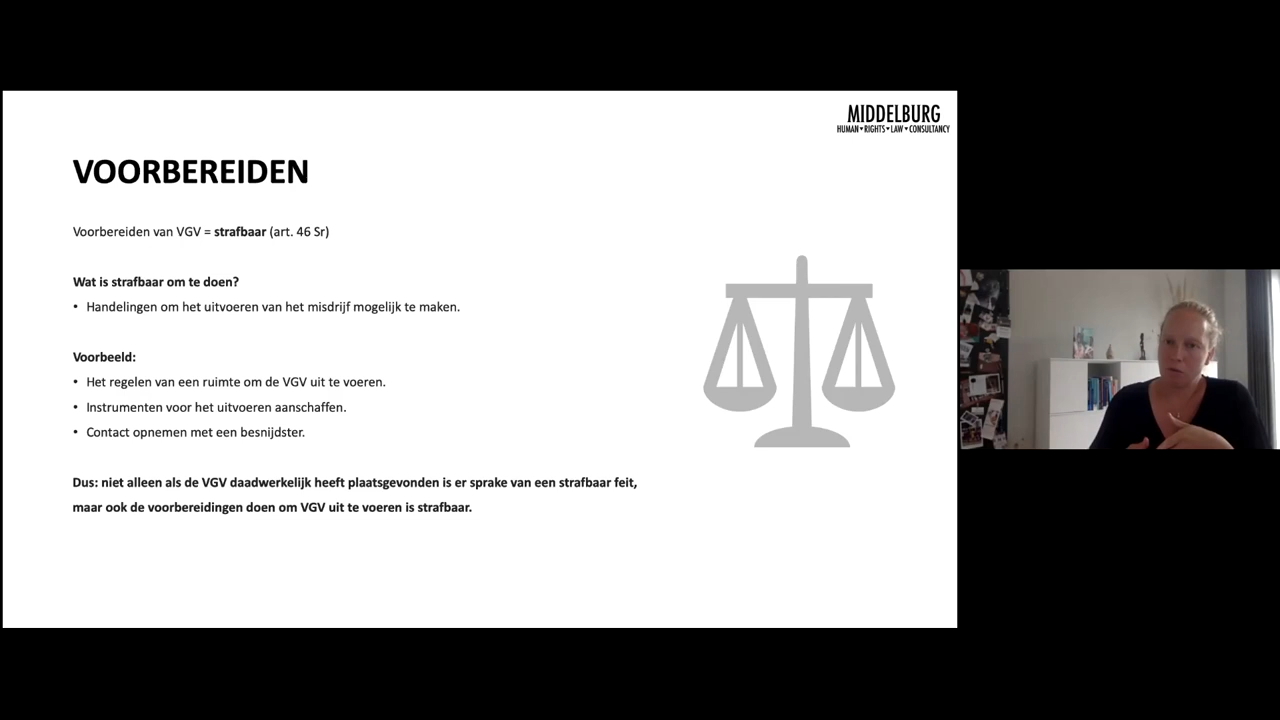 MIDDELBURG
HUMAN▾RIGHTS▾LAW▾CONSULTANCY
VOORBEREIDEN
Voorbereiden van VGV = strafbaar (art. 46 Sr)
Wat is strafbaar om te doen?
• Handelingen om het uitvoeren van het misdrijf mogelijk te maken.
Voorbeeld:
• Het regelen van een ruimte om de VGV uit te voeren.
• Instrumenten voor het uitvoeren aanschaffen.
• Contact opnemen met een besnijdster.
Dus: niet alleen als de VGV daadwerkelijk heeft plaatsgevonden is er sprake van een strafbaar feit,
maar ook de voorbereidingen doen om VGV uit te voeren is strafbaar.